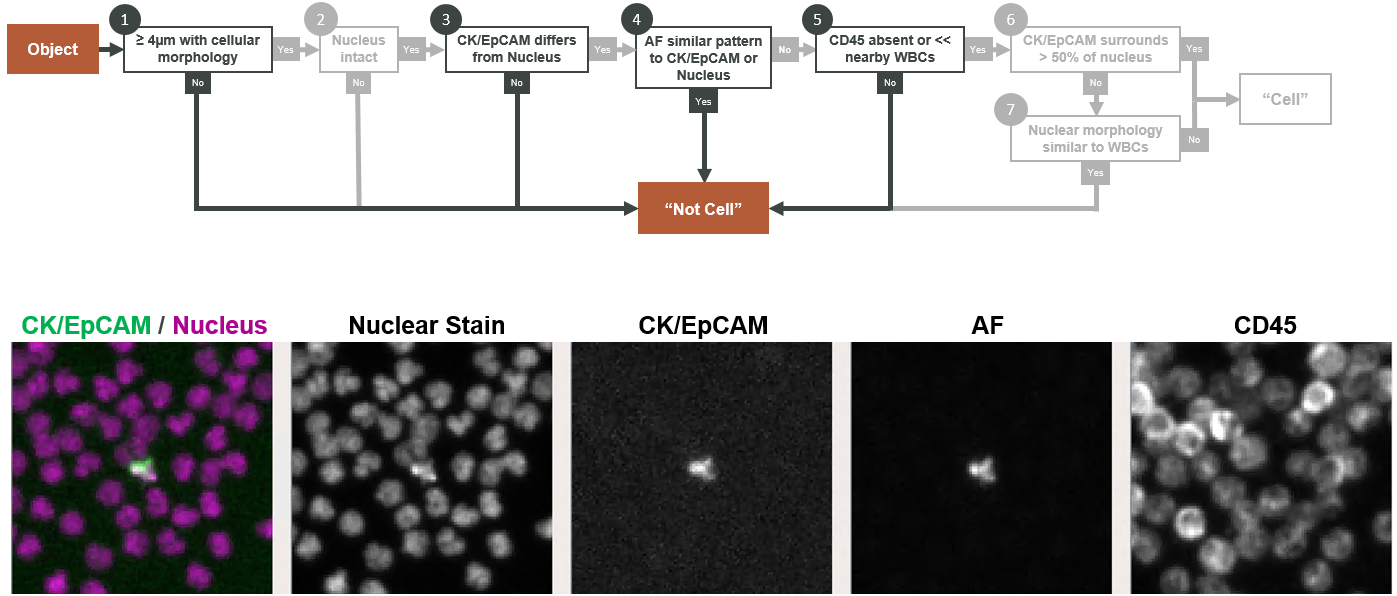 Object
1
≥ 4μm with cellular
morphology
Yes
No
2
Nucleus
intact
Yes
No
3
CK/EpCAM differs
from Nucleus
Yes
No
4
AF similar pattern
to CK/EpCAM or
Nucleus
No
Yes
5
CD45 absent or <<
nearby WBCs
Yes
No
6
CK/EpCAM surrounds
> 50% of nucleus
Yes
No
7
Nuclear morphology
similar to WBCs
No
Yes
"Cell"
"Not Cell"
CK/EpCAM / Nucleus
Nuclear Stain
CK/EpCAM
AF
CD45